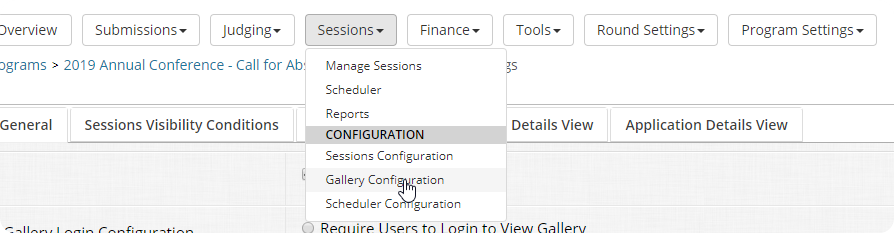 Overview Submissions Judging Sessions Finance Tools Round Settings Program Settings
ograms > 2019 Annual Conference - Call for Abs gs
Manage Sessions
Scheduler
Reports
General Sessions Visibility Conditions CONFIGURATION Details View Application Details View
Sessions Configuration
Gallery Configuration
Scheduler Configuration
Gallery Login Configuration Require Users to Login to View Gallery